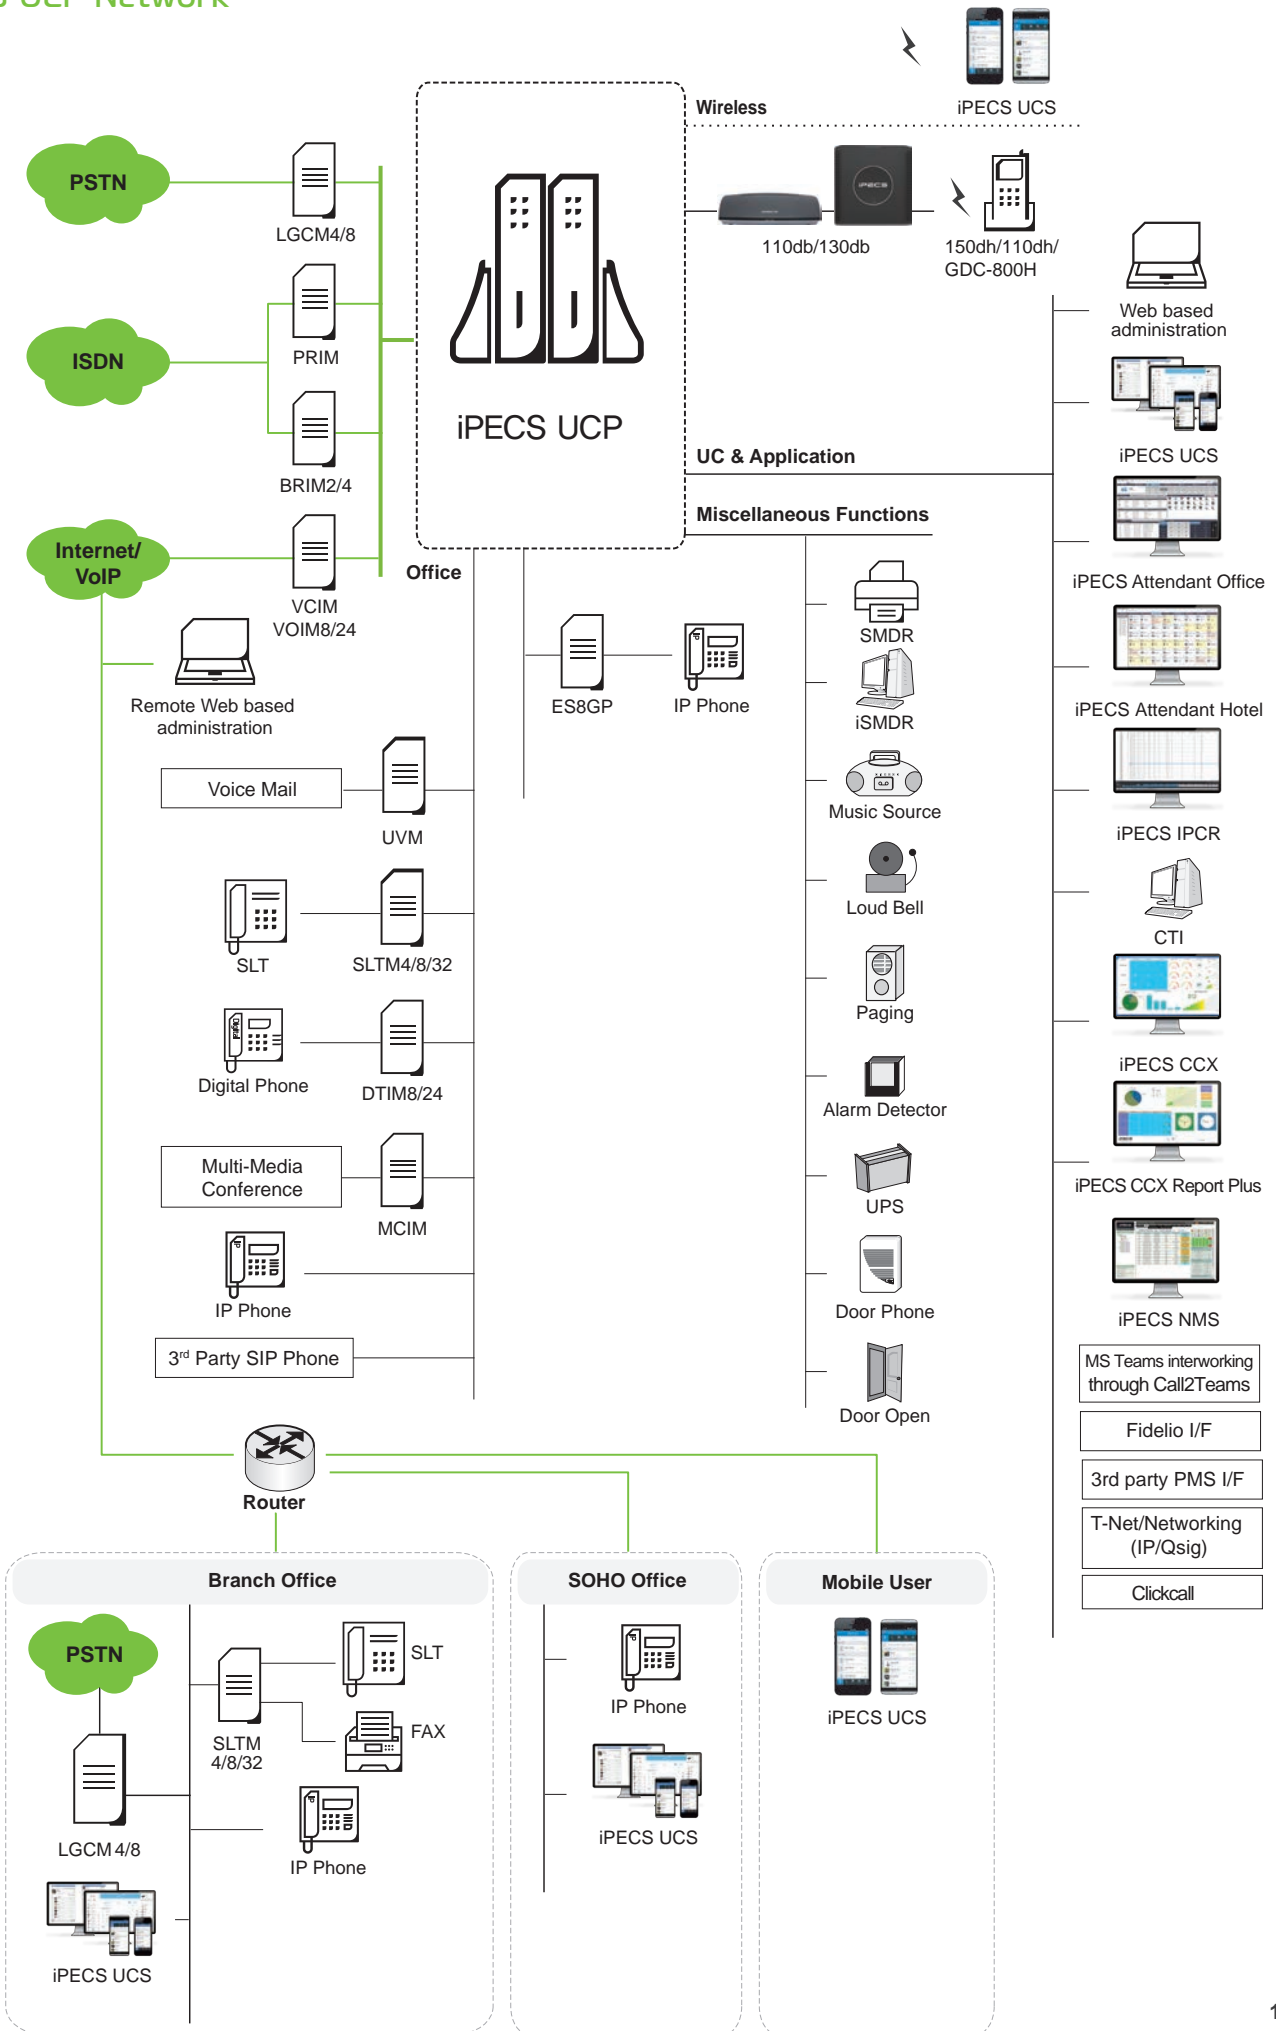 UCP Network
iPECS UCS
Wireless
iPECS
110db/130db
150dh/110dh/
GDC-800H
PSTN
LGCM4/8
ISDN
PRIM
BRIM2/4
Internet/
VoIP
VCIM
VOIM8/24
iPECS UCP
Web based
administration
UC & Application
iPECS UCS
Miscellaneous Functions
Office
iPECS Attendant Office
Remote Web based
administration
ES8GP
IP Phone
SMDR
iSMDR
iPECS Attendant Hotel
Voice Mail
UVM
Music Source
iPECS IPCR
SLT
SLTM4/8/32
Loud Bell
CTI
Paging
Digital
Digital Phone
DTIM8/24
iPECS CCX
Alarm Detector
Multi-Media
Conference
MCIM
UPS
iPECS CCX Report Plus
IP Phone
Door Phone
iPECS NMS
3rd Party SIP Phone
Door Open
MS Teams interworking
through Call2Teams
Fidelio I/F
3rd party PMS I/F
T-Net/Networking
(IP/Qsig)
Clickcall
Router
Branch Office
PSTN
SLT
SLTM
4/8/32
FAX
LGCM 4/8
IP Phone
iPECS UCS
SOHO Office
IP Phone
iPECS UCS
Mobile User
iPECS UCS
1